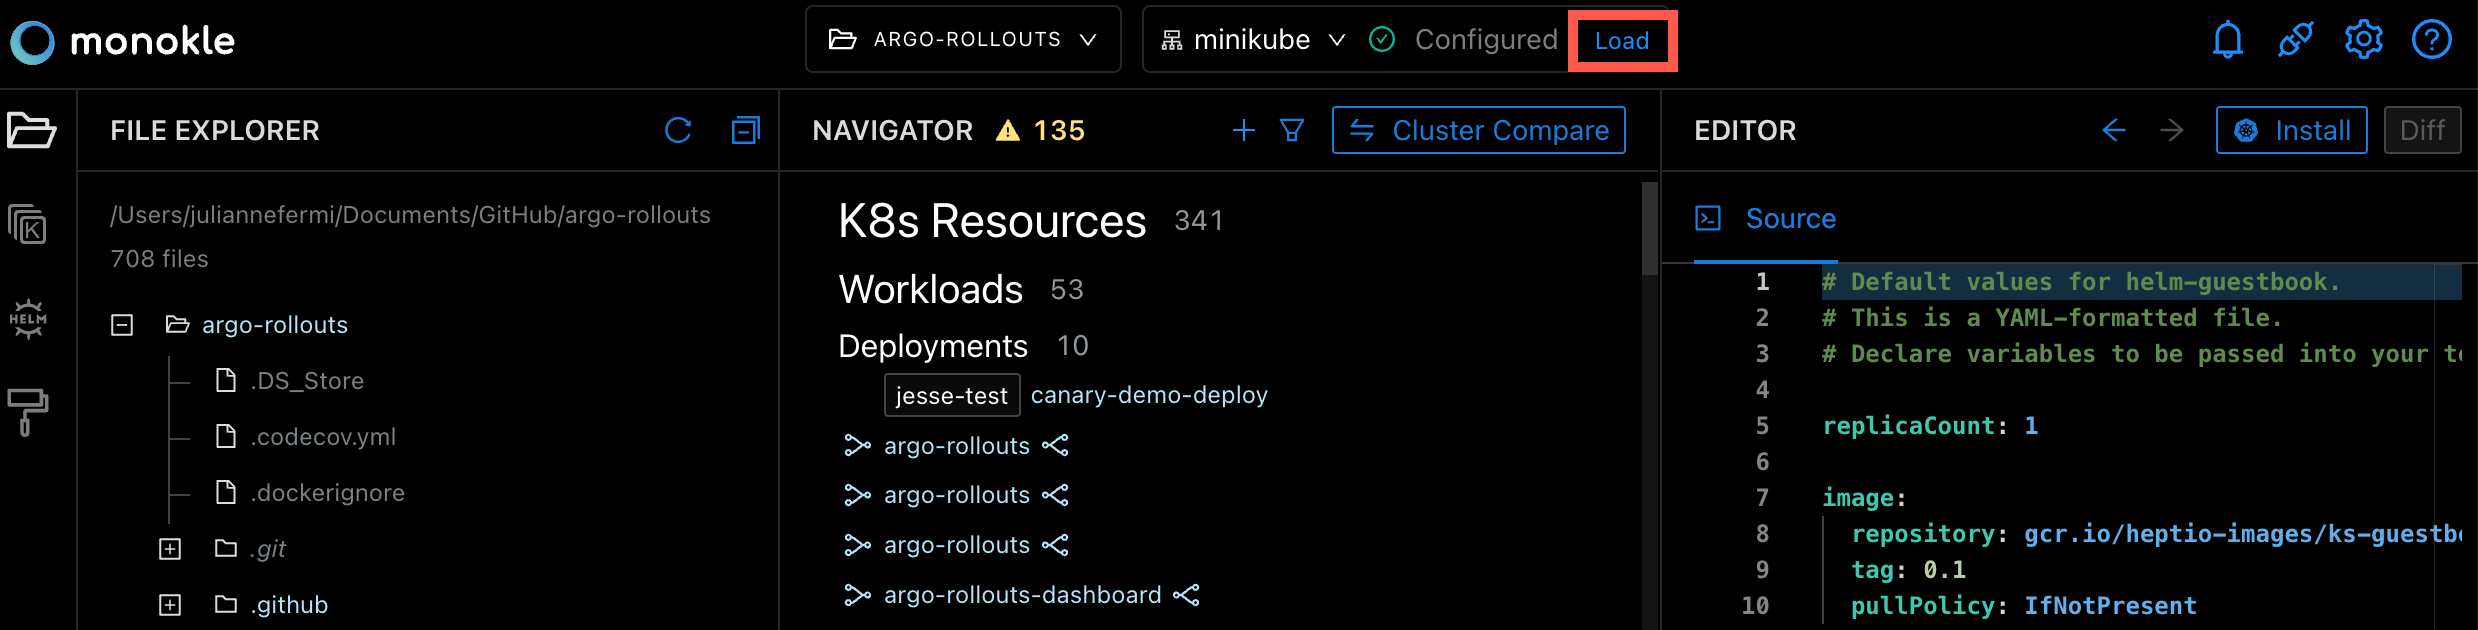 monokle
ARGO-ROLLOUTS
minikube Configured Load
FILE EXPLORER
/Users/juliannefermi/Documents/GitHub/argo-rollouts
708 files
argo-rollouts
.DS_Store
.codecov.yml
.dockerignore
.git
.github
K
HELM
NAVIGATOR 135
Cluster Compare
K8s Resources 341
Workloads 53
Deployments 10
jesse-test canary-demo-deploy
argo-rollouts
argo-rollouts
argo-rollouts
argo-rollouts-dashboard
EDITOR
Install
Diff
Source
1 # Default values for helm-guestbook.
2 # This is a YAML-formatted file.
3 # Declare variables to be passed into your
4
5 replicaCount: 1
6
7 image:
8 repository: gcr.io/heptio-images/ks-guestb
9 tag: 0.1
10 pullPolicy: IfNotPresent